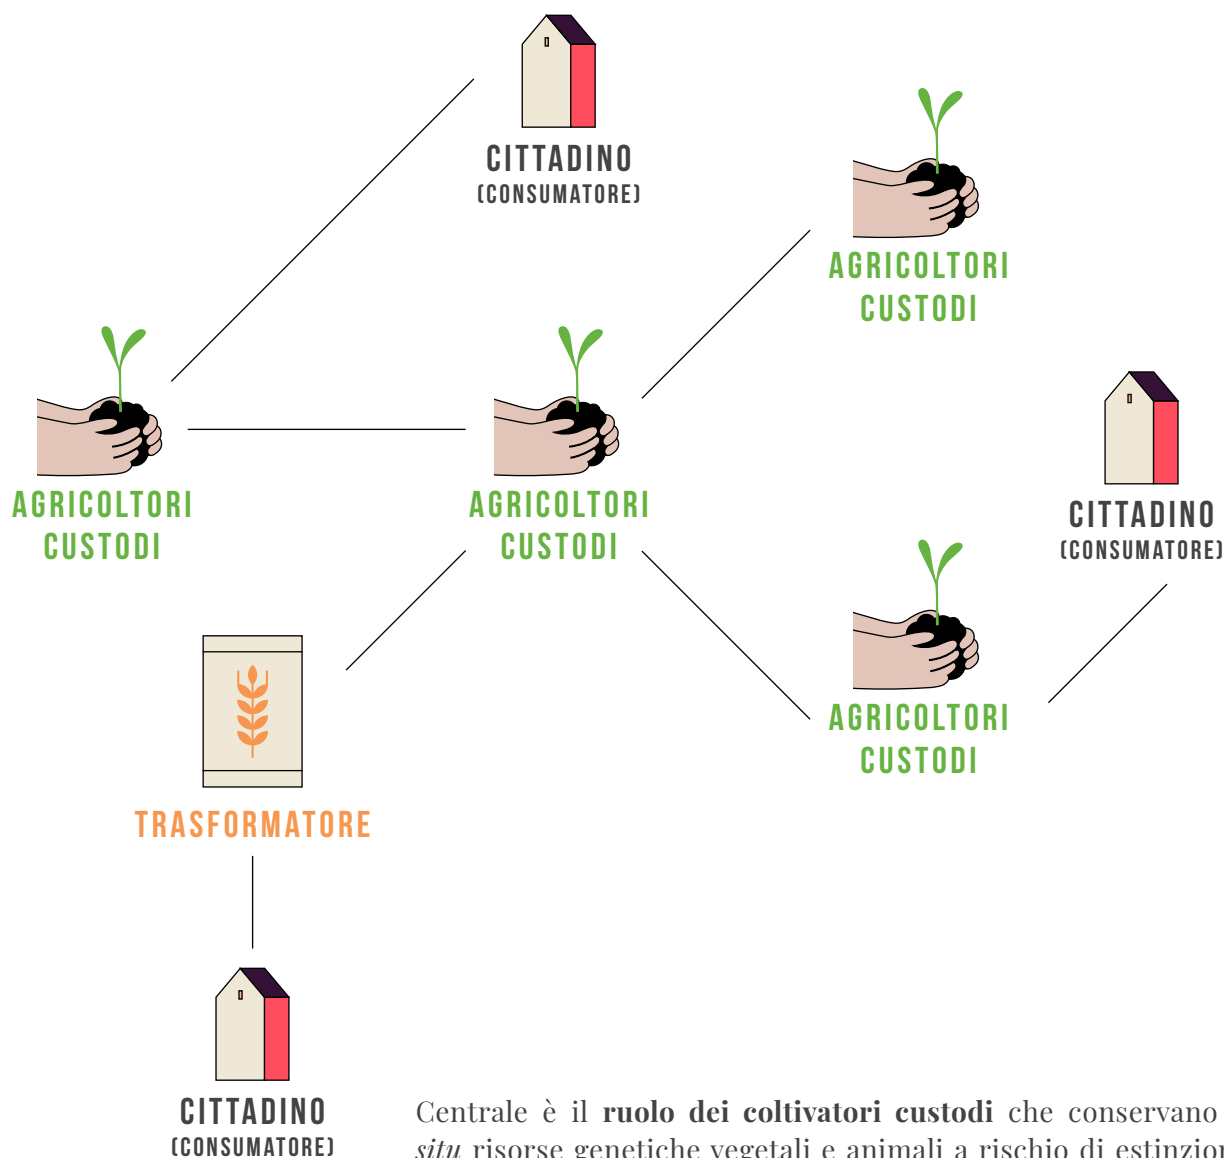 CITTADINO
(CONSUMATORE)
AGRICOLTORI
CUSTODI
AGRICOLTORI
CUSTODI
AGRICOLTORI
CUSTODI
CITTADINO
(CONSUMATORE)
AGRICOLTORI
CUSTODI
TRASFORMATORE
CITTADINO
(CONSUMATORE)
Centrale è il ruolo dei coltivatori custodi che conservano
situ risorse genetiche vegetali e animali a rischio di